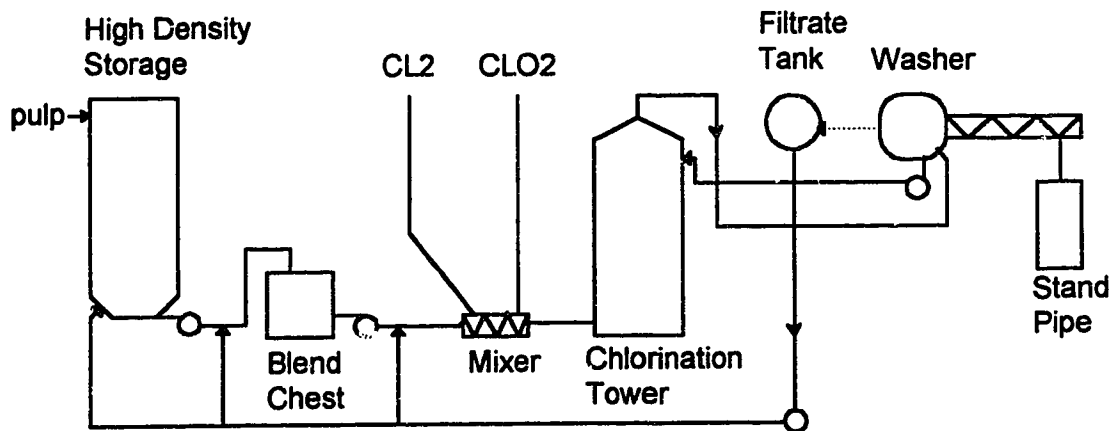 High Density
Storage
pulp
CL2
CLO2
Filtrate
Tank
Washer
Blend
Chest
Mixer
Chlorination
Tower
Stand
Pipe